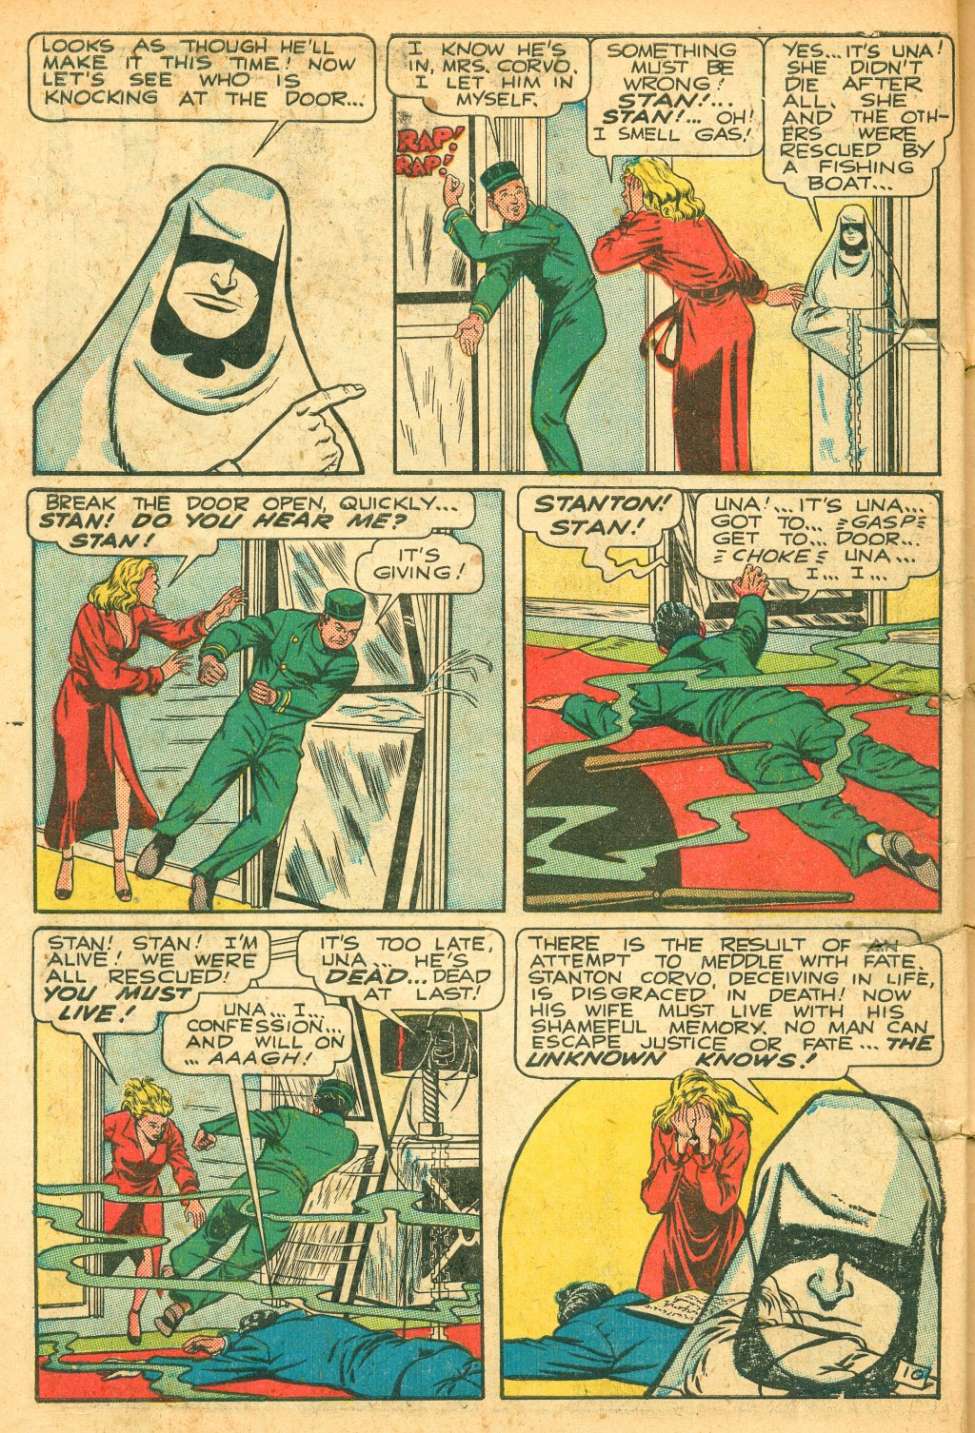 LOOKS AS THOUGH HE'LL
MAKE IT THIS TIME! NOW
LET'S SEE WHO IS
KNOCKING AT THE DOOR...
I KNOW HE'S
IN, MRS. CORVO,
I LET HIM IN
MYSELF.
RAP!
RAP!
SOMETHING
MUST BE
WRONG!
STAN!...
STAN!... OH!
I SMELL GAS!
YES... IT'S UNA!
SHE DIDN'T
DIE AFTER
ALL. SHE
AND THE OTH-
ERS WERE
RESCUED BY
A FISHING
BOAT...
BREAK THE DOOR OPEN, QUICKLY...
STAN! DO YOU HEAR ME?
STAN!
IT'S
GIVING!
STANTON!
STAN!
UNA!... IT'S UNA...
GOT TO... GASP
GET TO... DOOR...
CHOKE UNA...
I... I...
STAN! STAN! I'M
ALIVE! WE WERE
ALL RESCUED!
YOU MUST
LIVE!
UNA... I...
CONFESSION...
AND WILL ON
... AAAGH!
IT'S TOO LATE,
UNA... HE'S
DEAD... DEAD
AT LAST!
THERE IS THE RESULT OF AN
ATTEMPT TO MEDDLE WITH FATE.
STANTON CORVO, DECEIVING IN LIFE,
IS DISGRACED IN DEATH! NOW
HIS WIFE MUST LIVE WITH HIS
SHAMEFUL MEMORY. NO MAN CAN
ESCAPE JUSTICE OR FATE... THE
UNKNOWN KNOWS!
10